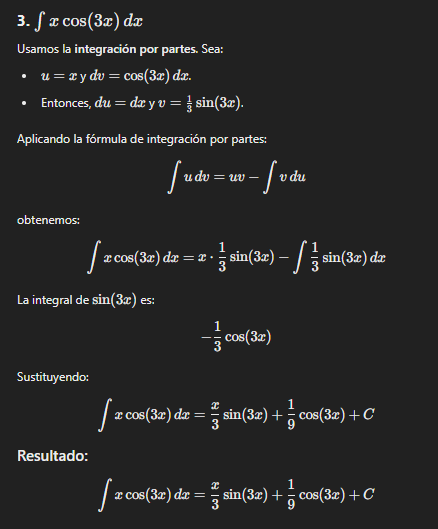 3. ∫ x cos(3x) dx
Usamos la integración por partes. Sea:
• u = x y dv = cos(3x) dx.
• Entonces, du = dx y v = 1/3 sin(3x).
Aplicando la fórmula de integración por partes:
∫ u dv = uv − ∫ v du
obtenemos:
∫ x cos(3x) dx = x · 1/3 sin(3x) − ∫ 1/3 sin(3x) dx
La integral de sin(3x) es:
−1/3 cos(3x)
Sustituyendo:
∫ x cos(3x) dx = x/3 sin(3x) + 1/9 cos(3x) + C
Resultado:
∫ x cos(3x) dx = x/3 sin(3x) + 1/9 cos(3x) + C